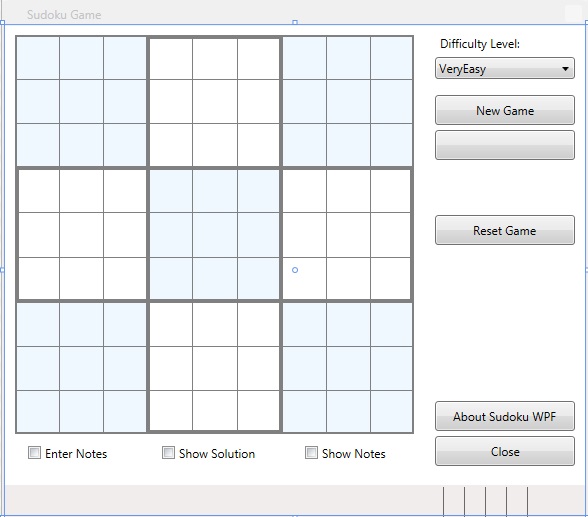 Sudoku Game
Difficulty Level:
VeryEasy
New Game
Reset Game
About Sudoku WPF
Close
Enter Notes
Show Solution
Show Notes